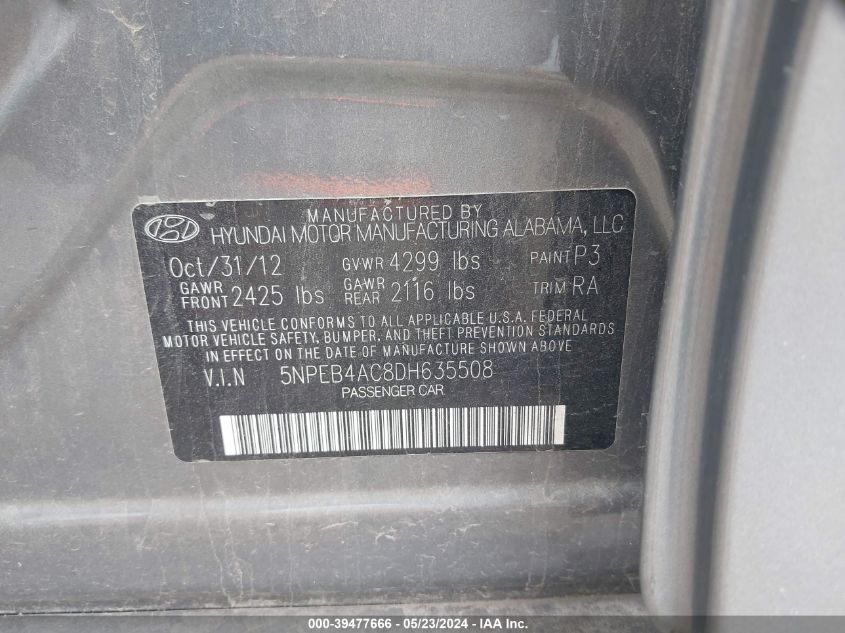 MANUFACTURED BY
HYUNDAI MOTOR MANUFACTURING ALABAMA, LLC
Oct/31/12 GVWR 4299 lbs PAINT P3
GAWR FRONT 2425 lbs GAWR REAR 2116 lbs TRIM RA
THIS VEHICLE CONFORMS TO ALL APPLICABLE U.S.A. FEDERAL
MOTOR VEHICLE SAFETY, BUMPER, AND THEFT PREVENTION STANDARDS
IN EFFECT ON THE DATE OF MANUFACTURE SHOWN ABOVE.
V.I.N 5NPEB4AC8DH635508
PASSENGER CAR
000-39477666 - 05/23/2024 - IAA Inc.